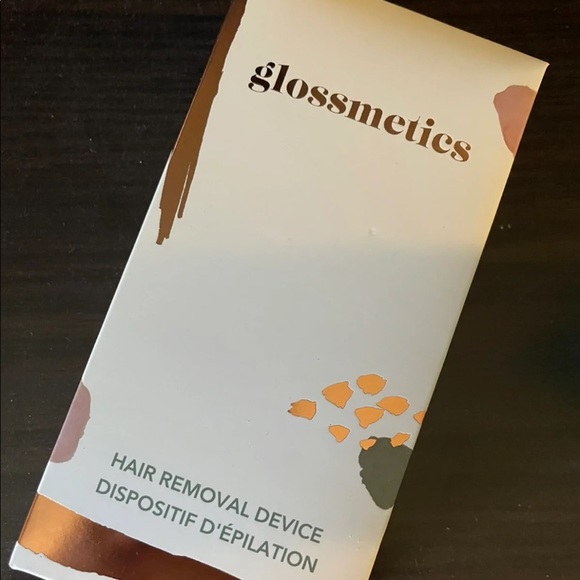 glossmetics
HAIR REMOVAL DEVICE
DISPOSITIF D'ÉPILATION